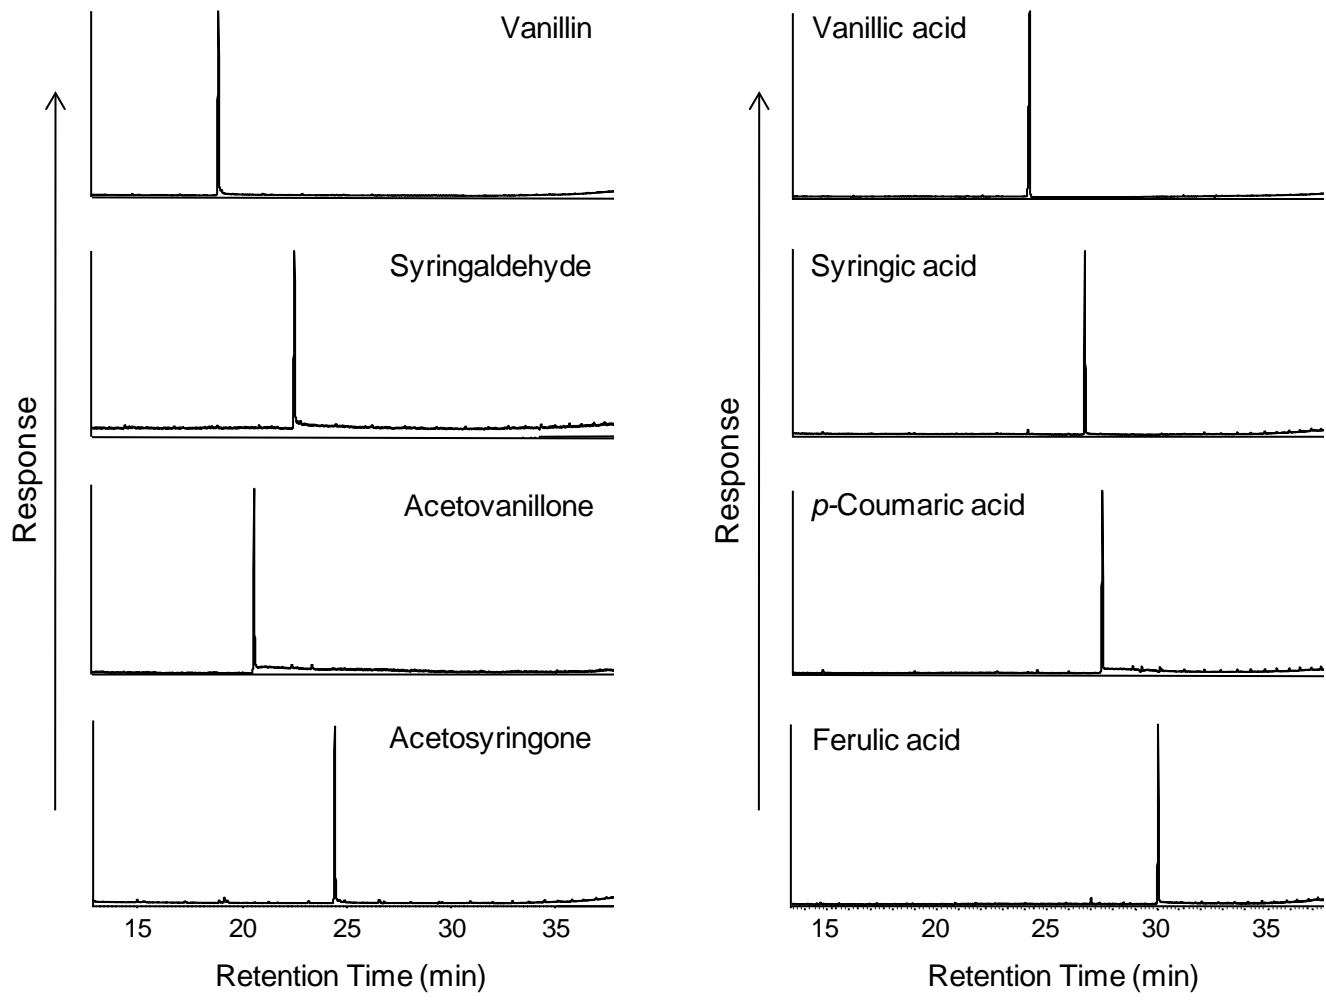 Vanillin
Syringaldehyde
Acetovanillone
Acetosyringone
Response
15 20 25 30 35
Retention Time (min)
Vanillic acid
Syringic acid
p-Coumaric acid
Ferulic acid
Response
15 20 25 30 35
Retention Time (min)